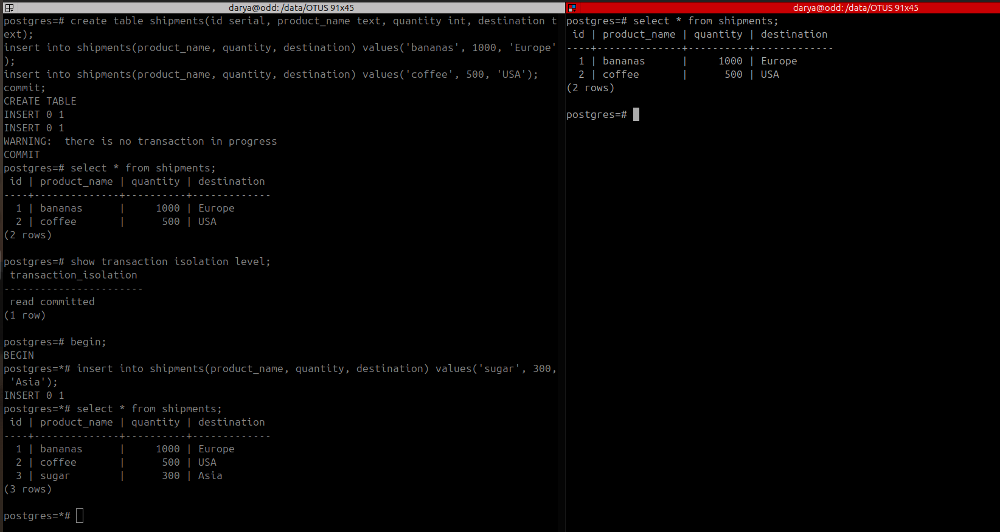 darya@odd: /data/OTUS 91x45
postgres=# create table shipments(id serial, product_name text, quantity int, destination t
ext);
insert into shipments(product_name, quantity, destination) values('bananas', 1000, 'Europe'
);
insert into shipments(product_name, quantity, destination) values('coffee', 500, 'USA');
commit;
CREATE TABLE
INSERT 0 1
INSERT 0 1
WARNING:  there is no transaction in progress
COMMIT
postgres=# select * from shipments;
 id | product_name | quantity | destination
----+--------------+----------+-------------
  1 | bananas      |     1000 | Europe
  2 | coffee       |      500 | USA
(2 rows)
postgres=# show transaction isolation level;
 transaction_isolation
-----------------------
 read committed
(1 row)
postgres=# begin;
BEGIN
postgres=*# insert into shipments(product_name, quantity, destination) values('sugar', 300,
 'Asia');
INSERT 0 1
postgres=*# select * from shipments;
 id | product_name | quantity | destination
----+--------------+----------+-------------
  1 | bananas      |     1000 | Europe
  2 | coffee       |      500 | USA
  3 | sugar        |      300 | Asia
(3 rows)
postgres=*#
darya@odd: /data/OTUS 91x45
postgres=# select * from shipments;
 id | product_name | quantity | destination
----+--------------+----------+-------------
  1 | bananas      |     1000 | Europe
  2 | coffee       |      500 | USA
(2 rows)
postgres=#